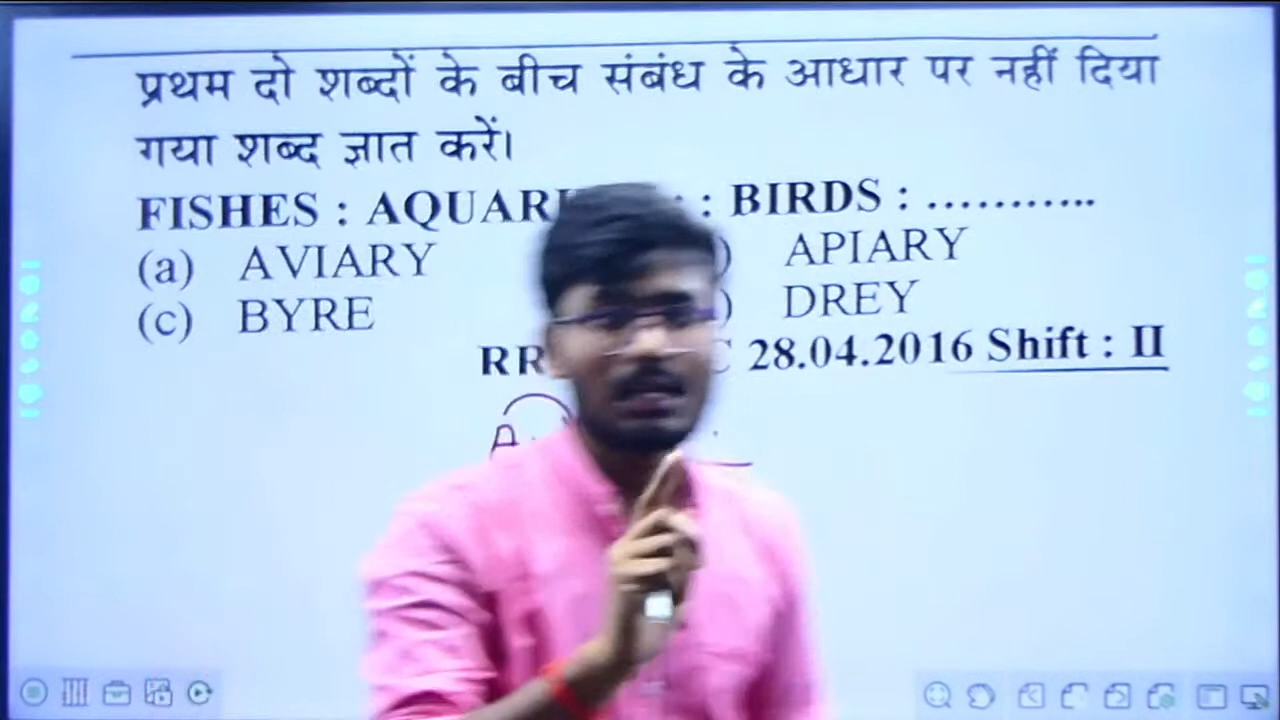 प्रथम दो शब्दों के बीच संबंध के आधार पर नहीं दिया
गया शब्द ज्ञात करें।
FISHES : : BIRDS : ...........
(a) AVIARY APIARY
(c) BYRE DREY
28.04.2016 Shift : II